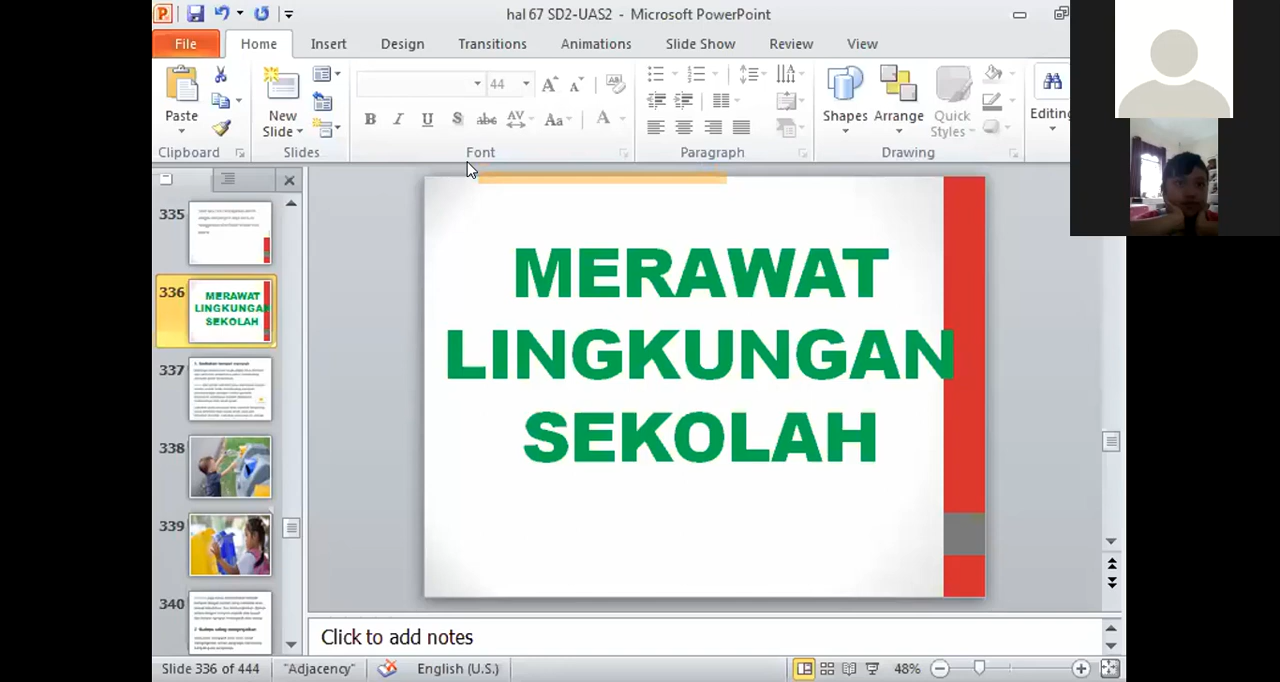 hal 67 SD2-UAS2 - Microsoft PowerPoint
File Home Insert Design Transitions Animations Slide Show Review View
Paste
New Slide
44
Shapes Arrange Quick Styles Editing
Clipboard Slides Font Paragraph Drawing
335
336
MERAWAT
LINGKUNGAN
SEKOLAH
337
338
339
340
MERAWAT
LINGKUNGAN
SEKOLAH
Click to add notes
Slide 336 of 444 "Adjacency" English (U.S.) 48%